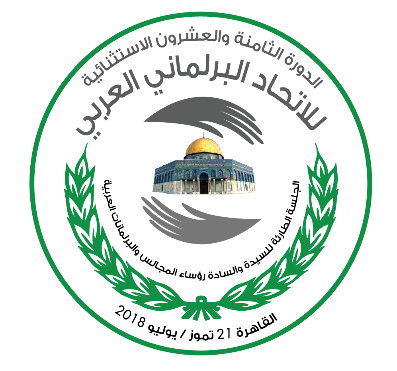 الدورة الثامنة والعشرون الاستثنائية
للاتحاد البرلماني العربي
الجلسة الطارئة للسيدة والسادة رؤساء المجالس والبرلمانات العربية
القاهرة 21 تموز / يوليو 2018